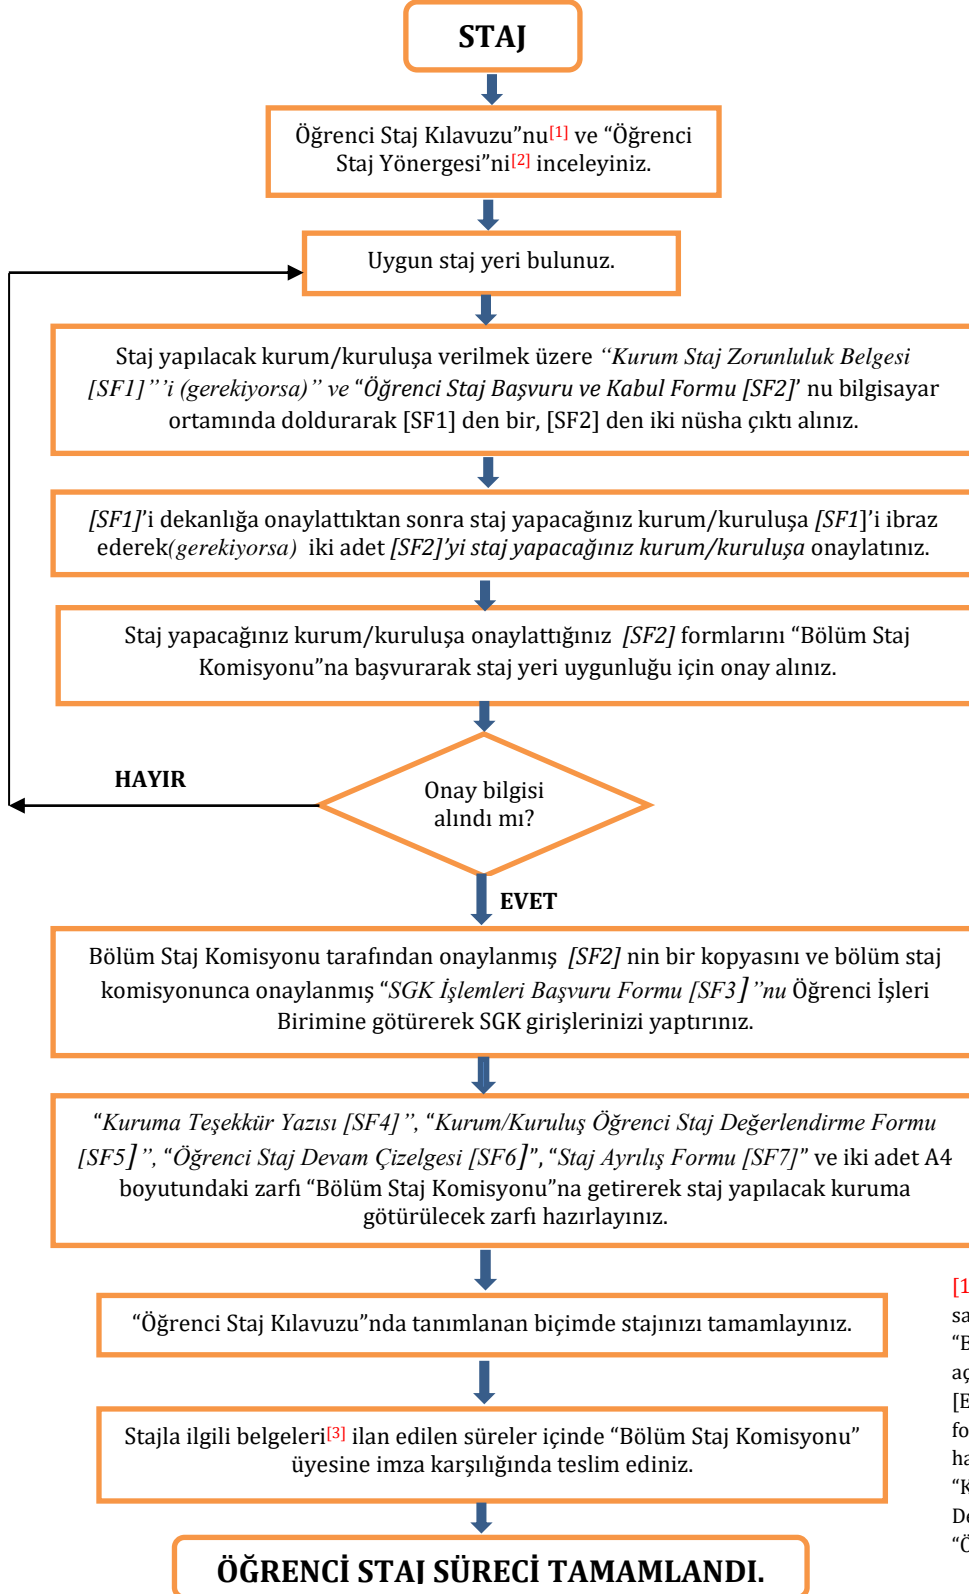 STAJ
Öğrenci Staj Kılavuzu”nu[1] ve “Öğrenci
Staj Yönergesi”ni[2] inceleyiniz.
Uygun staj yeri bulunuz.
Staj yapılacak kurum/kuruluşa verilmek üzere “Kurum Staj Zorunluluk Belgesi
[SF1]”’i (gerekiyorsa)” ve “Öğrenci Staj Başvuru ve Kabul Formu [SF2]’ nu bilgisayar
ortamında doldurarak [SF1] den bir, [SF2] den iki nüsha çıktı alınız.
[SF1]’i dekanlığa onaylattıktan sonra staj yapacağınız kurum/kuruluşa [SF1]’i ibraz
ederek(gerekiyorsa) iki adet [SF2]’yi staj yapacağınız kurum/kuruluşa onaylatınız.
Staj yapacağınız kurum/kuruluşa onaylattığınız [SF2] formlarını “Bölüm Staj
Komisyonu”na başvurarak staj yeri uygunluğu için onay alınız.
HAYIR
Onay bilgisi
alındı mı?
EVET
Bölüm Staj Komisyonu tarafından onaylanmış [SF2] nin bir kopyasını ve bölüm staj
komisyonunca onaylanmış “SGK İşlemleri Başvuru Formu [SF3]”nu Öğrenci İşleri
Birimine götürerek SGK girişlerinizi yaptırınız.
“Kuruma Teşekkür Yazısı [SF4]”, “Kurum/Kuruluş Öğrenci Staj Değerlendirme Formu
[SF5]”, “Öğrenci Staj Devam Çizelgesi [SF6]”, “Staj Ayrılış Formu [SF7]” ve iki adet A4
boyutundaki zarfı “Bölüm Staj Komisyonu”na getirerek staj yapılacak kuruma
götürülecek zarfı hazırlayınız.
“Öğrenci Staj Kılavuzu”nda tanımlanan biçimde stajınızı tamamlayınız.
Stajla ilgili belgeleri[3] ilan edilen süreler içinde “Bölüm Staj Komisyonu”
üyesine imza karşılığında teslim ediniz.
ÖĞRENCİ STAJ SÜRECİ TAMAMLANDI.
[1
sa
“B
aç
[E
fo
ha
“K
De
“Ö